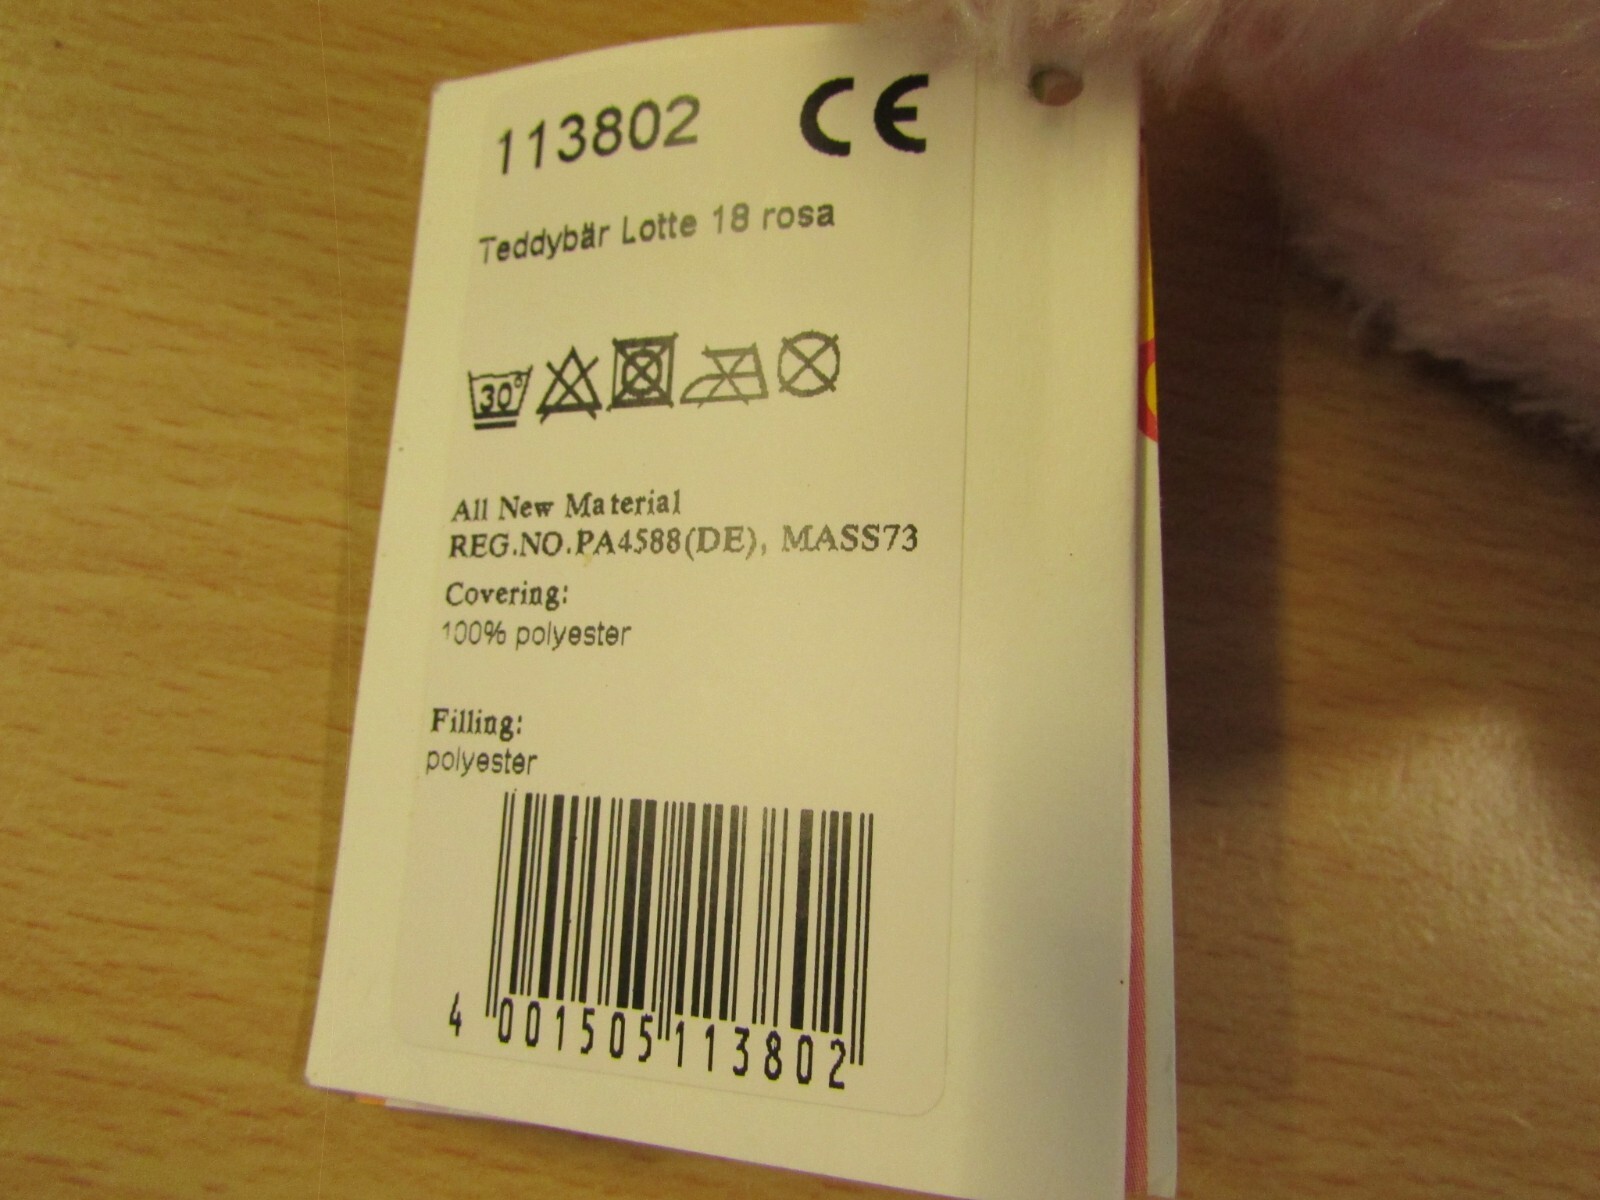 113802 CE
Teddybär Lotte 18 rosa
30°
All New Material
REG.NO.PA4588(DE), MASS73
Covering:
100% polyester
Filling:
polyester
4 001505 113802